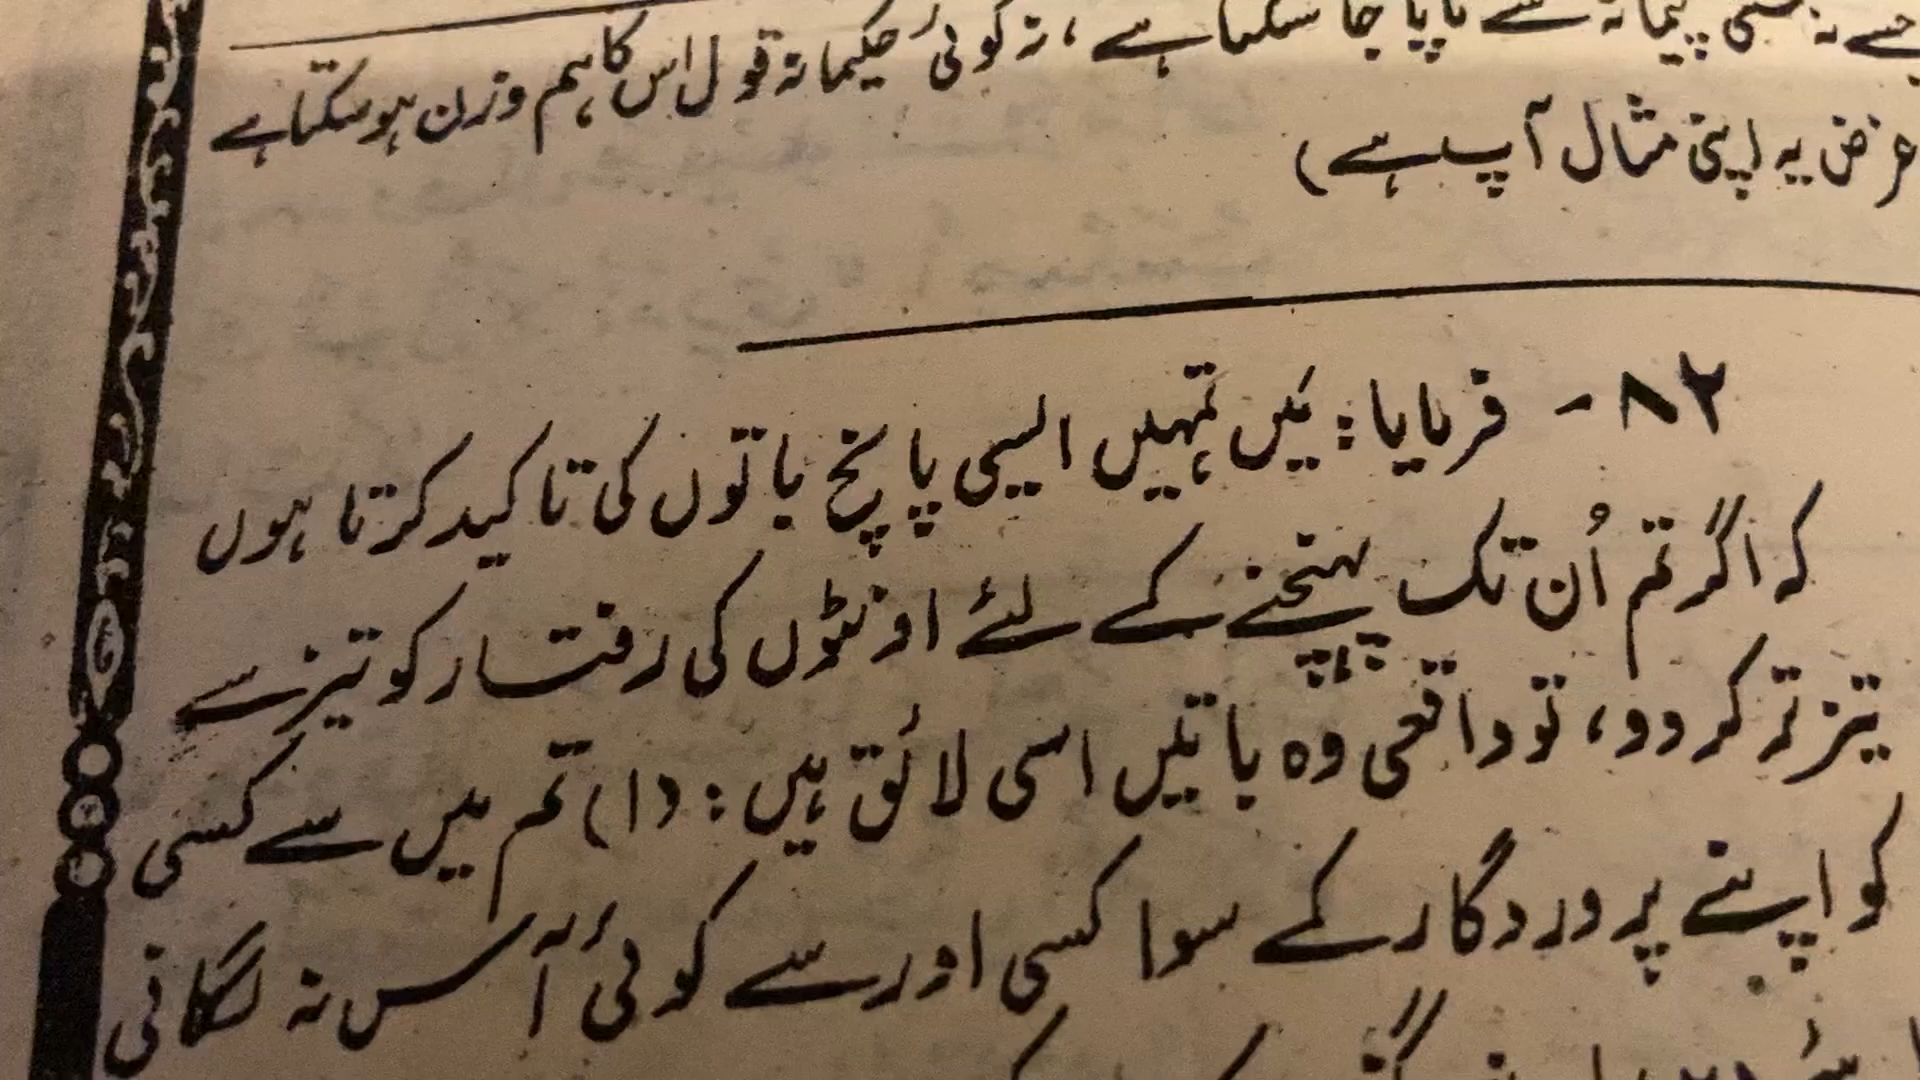 پیمانہ سے ناپا جا سکتا ہے، نہ کوئی حکیمانہ قول اس کا ہم وزن ہو سکتا ہے
غرض یہ اپنی مثال آپ ہے)
۸۲ - فرمایا: میں تمہیں ایسی پانچ باتوں کی تاکید کرتا ہوں
کہ اگر تم اُن تک پہنچنے کے لئے اونٹوں کی رفتار کو تیز سے
تیز تر کر دو، تو واقعی وہ باتیں اسی لائق ہیں: (۱) تم میں سے کسی
کو اپنے پروردگار کے سوا کسی اور سے کوئی آس نہ لگانی